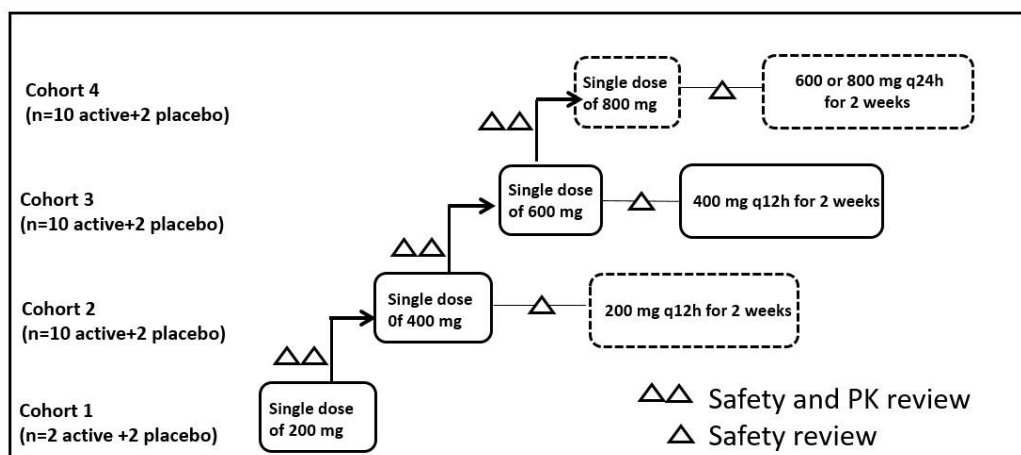 Cohort 4
(n=10 active+2 placebo)
Single dose
of 800 mg
600 or 800 mg q24h
for 2 weeks
Cohort 3
(n=10 active+2 placebo)
Single dose
of 600 mg
400 mg q12h for 2 weeks
Cohort 2
(n=10 active+2 placebo)
Single dose
0f 400 mg
200 mg q12h for 2 weeks
Cohort 1
(n=2 active +2 placebo)
Single dose
of 200 mg
Safety and PK review
Safety review